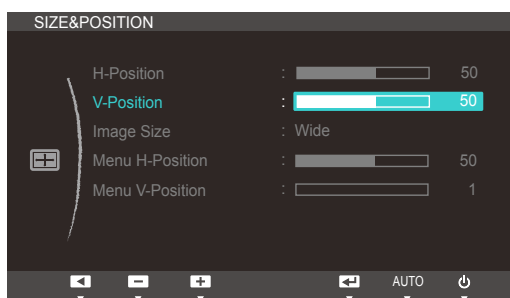 SIZE&POSITION
H-Position : 50
V-Position : 50
Image Size : Wide
Menu H-Position : 50
Menu V-Position : 1
AUTO